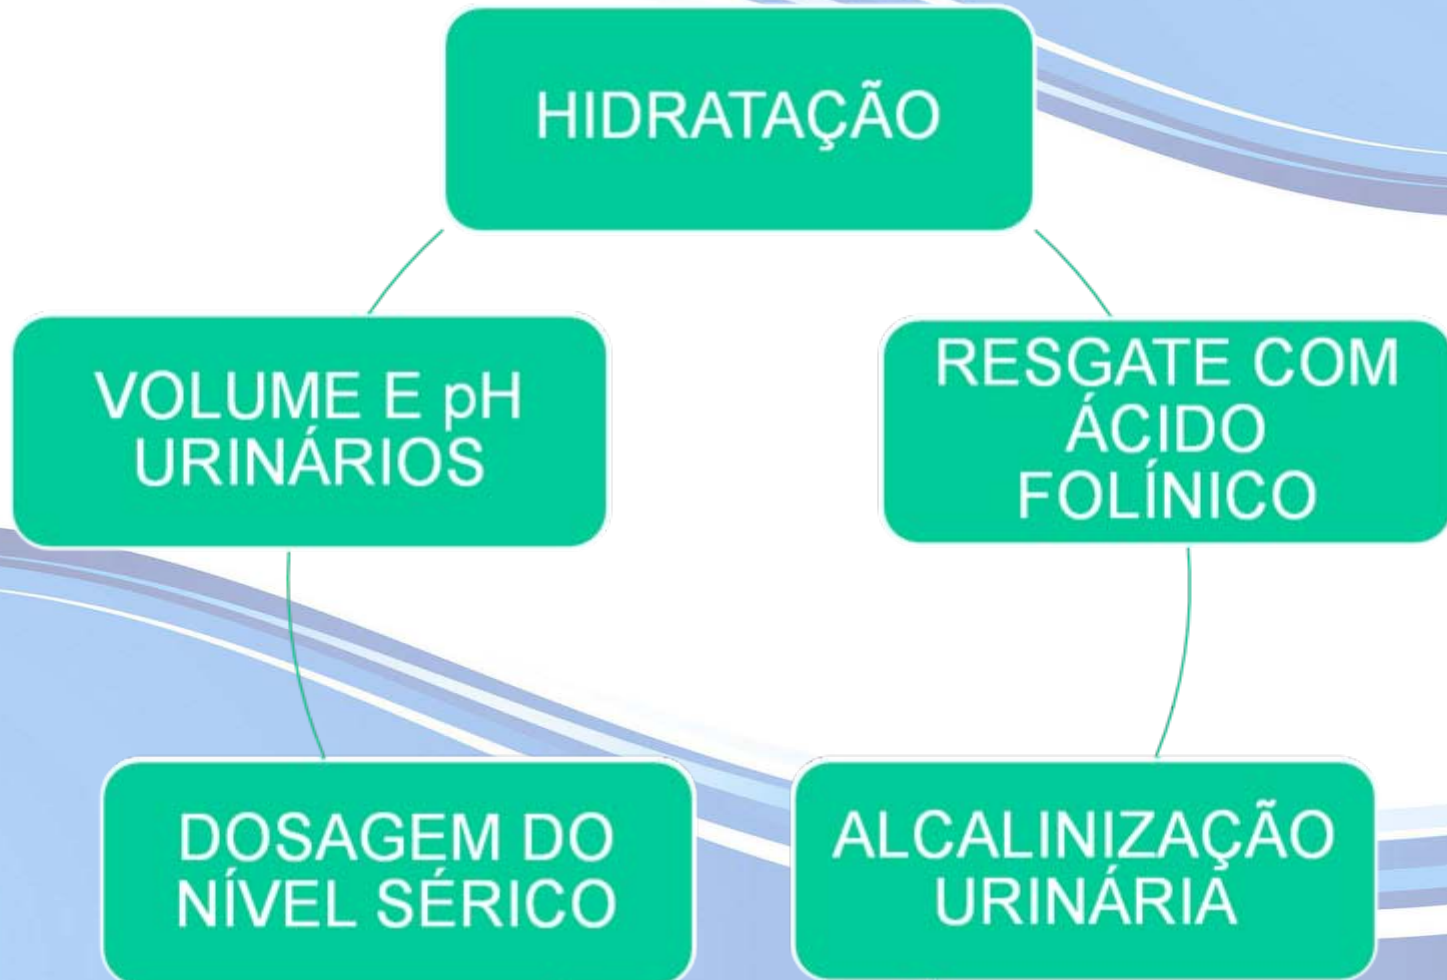 HIDRATAÇÃO
VOLUME E pH
URINÁRIOS
RESGATE COM
ÁCIDO
FOLÍNICO
DOSAGEM DO
NÍVEL SÉRICO
ALCALINIZAÇÃO
URINÁRIA